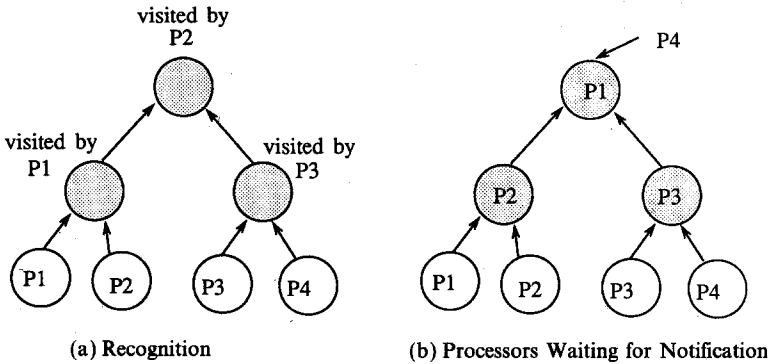 visited by
P2
visited by
P1
visited by
P3
P1
P2
P3
P4
(a) Recognition
P4
P1
P2
P3
P1
P2
P3
P4
(b) Processors Waiting for Notification